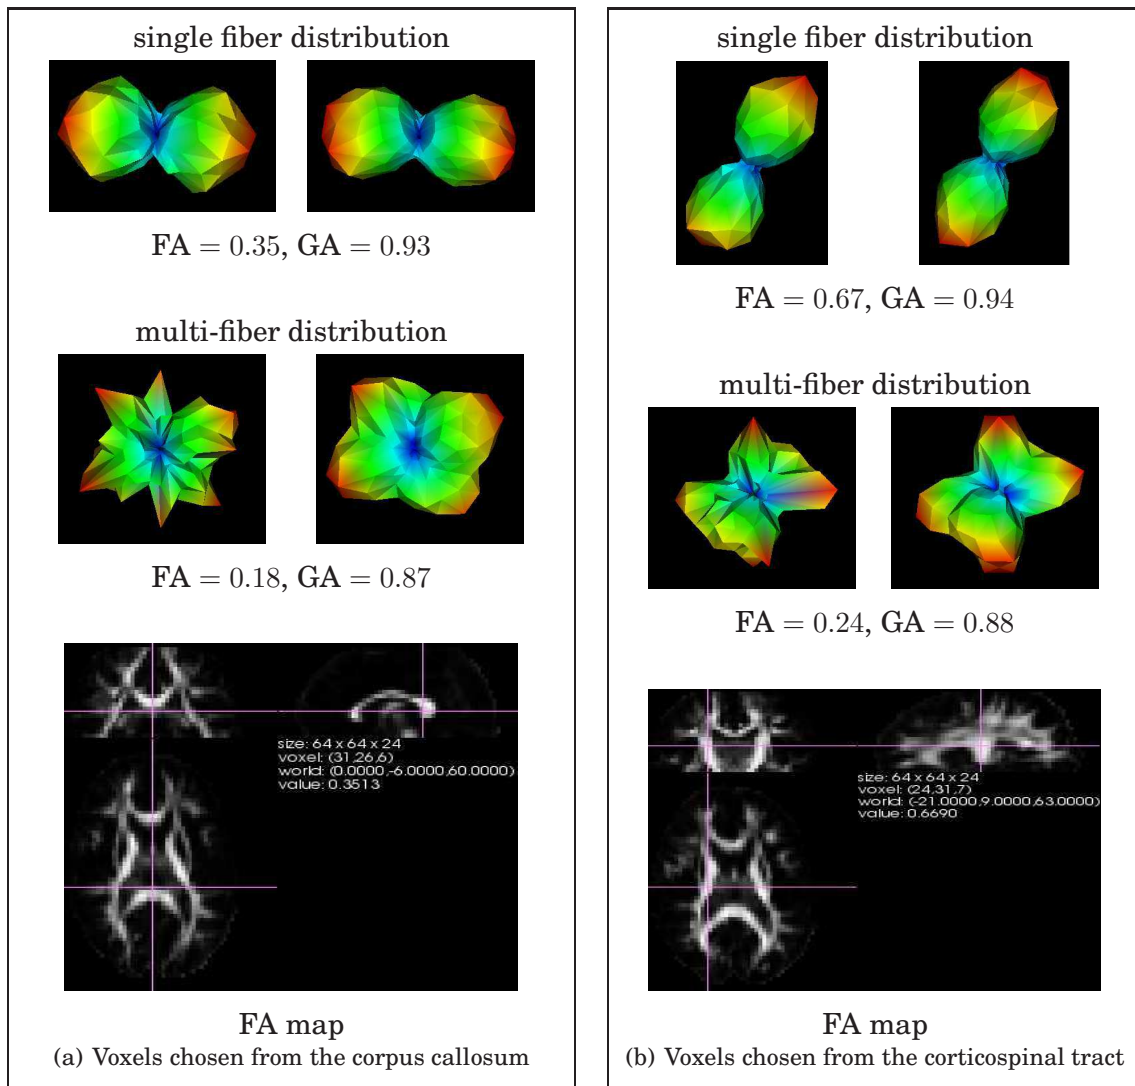 single fiber distribution
FA = 0.35, GA = 0.93
multi-fiber distribution
FA = 0.18, GA = 0.87
size: 64 x 64 x 24
voxel: (31,26,6)
world: (0.0000,-6.0000,60.0000)
value: 0.3513
FA map
(a) Voxels chosen from the corpus callosum
single fiber distribution
FA = 0.67, GA = 0.94
multi-fiber distribution
FA = 0.24, GA = 0.88
size: 64 x 64 x 24
voxel: (24,31,7)
world: (-21.0000,9.0000,63.0000)
value: 0.6690
FA map
(b) Voxels chosen from the corticospinal tract